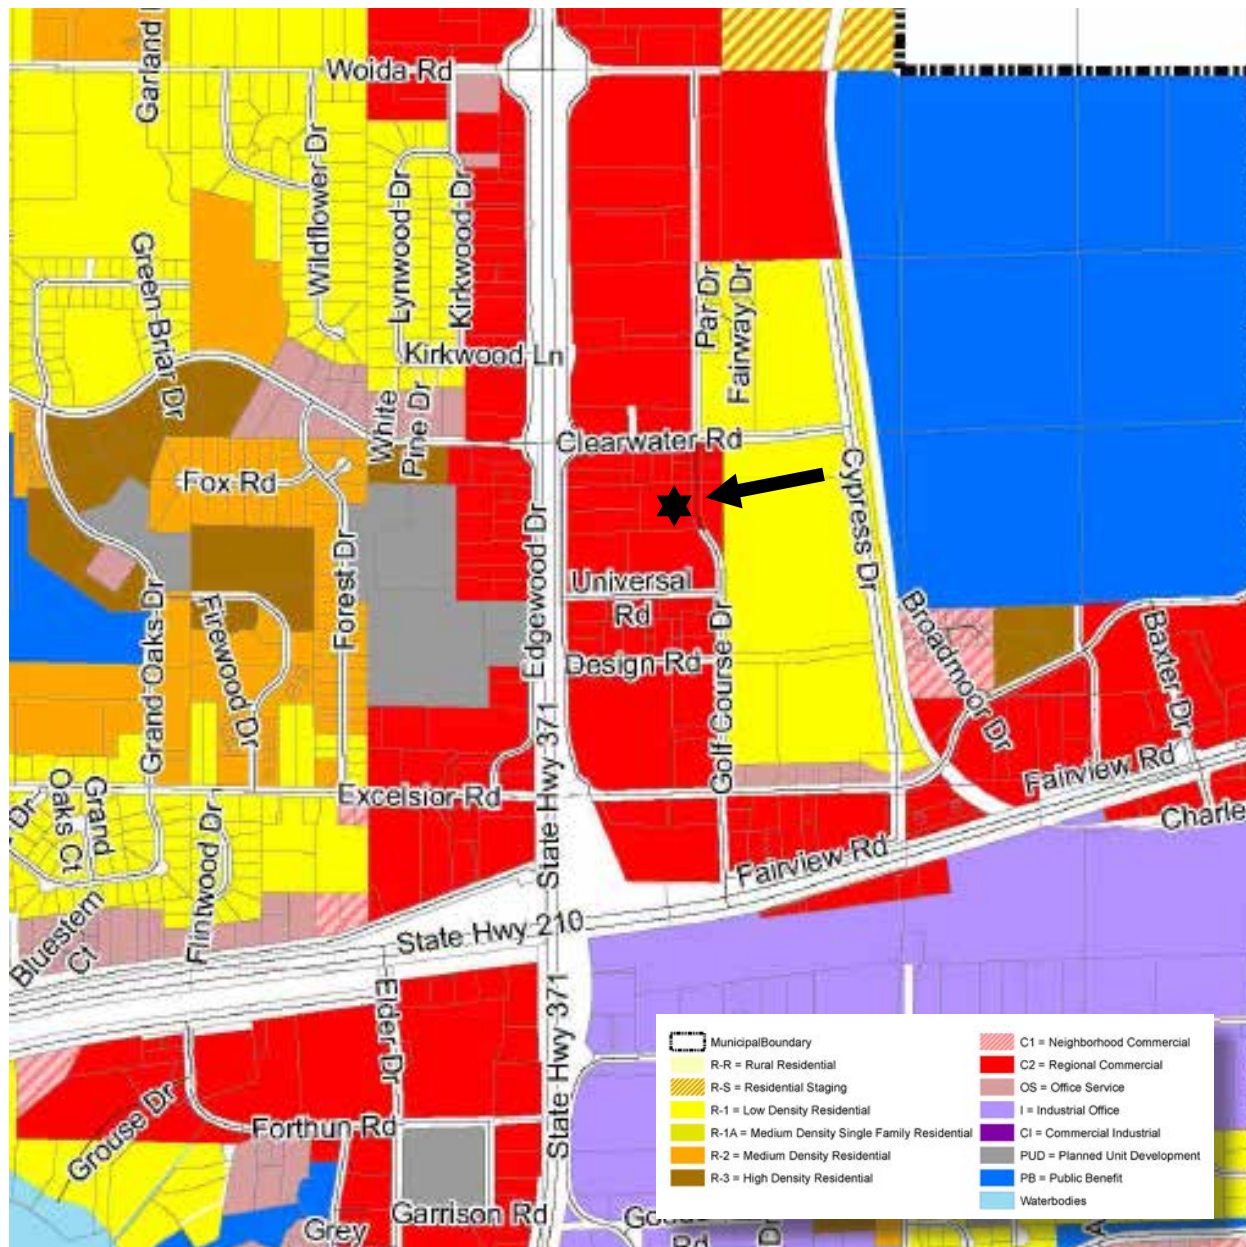 Garland
Woida Rd
Wildflower Dr
Lynwood Dr
Kirkwood Dr
Green Briar Dr
Par Dr
Fairway Dr
Kirkwood Ln
White
Pine Dr
Clearwater Rd
Fox Rd
Cypress Dr
Edgewood Dr
Forest Dr
Universal
Rd
Grand Oaks Dr
Firewood Dr
Design Rd
Golf Course Dr
Broadmoor Dr
Baxter Dr
State Hwy 371
Excelsior Rd
Fairview Rd
Charle
Dr
Grand
Oaks Ct
Flintwood Dr
Fairview Rd
Bluestem
Ct
State Hwy 210
Elder Dr
State Hwy 371
Grouse Dr
Forthun Rd
Garrison Rd
Grey
Rd
MunicipalBoundary
R-R = Rural Residential
R-S = Residential Staging
R-1 = Low Density Residential
R-1A = Medium Density Single Family Residential
R-2 = Medium Density Residential
R-3 = High Density Residential
C1 = Neighborhood Commercial
C2 = Regional Commercial
OS = Office Service
I = Industrial Office
CI = Commercial Industrial
PUD = Planned Unit Development
PB = Public Benefit
Waterbodies